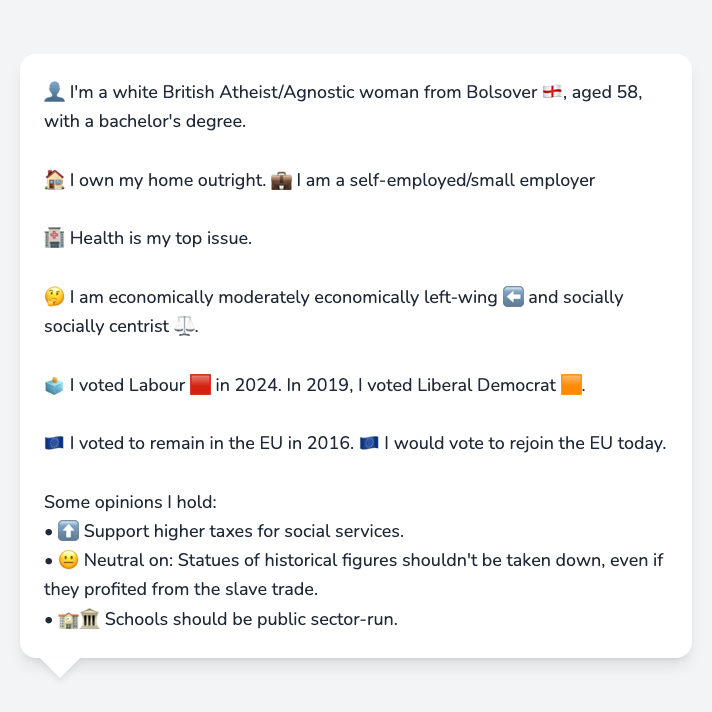 👤 I'm a white British Atheist/Agnostic woman from Bolsover 🏴󠁧󠁢󠁥󠁮󠁧󠁿, aged 58,
with a bachelor's degree.
🏠 I own my home outright. 💼 I am a self-employed/small employer
🏥 Health is my top issue.
🤔 I am economically moderately economically left-wing ⬅️ and socially
socially centrist ⚖️.
🗳️ I voted Labour 🟥 in 2024. In 2019, I voted Liberal Democrat 🟧.
🇪🇺 I voted to remain in the EU in 2016. 🇪🇺 I would vote to rejoin the EU today.
Some opinions I hold:
• ⬆️ Support higher taxes for social services.
• 😐 Neutral on: Statues of historical figures shouldn't be taken down, even if
they profited from the slave trade.
• 🏫🏛️ Schools should be public sector-run.